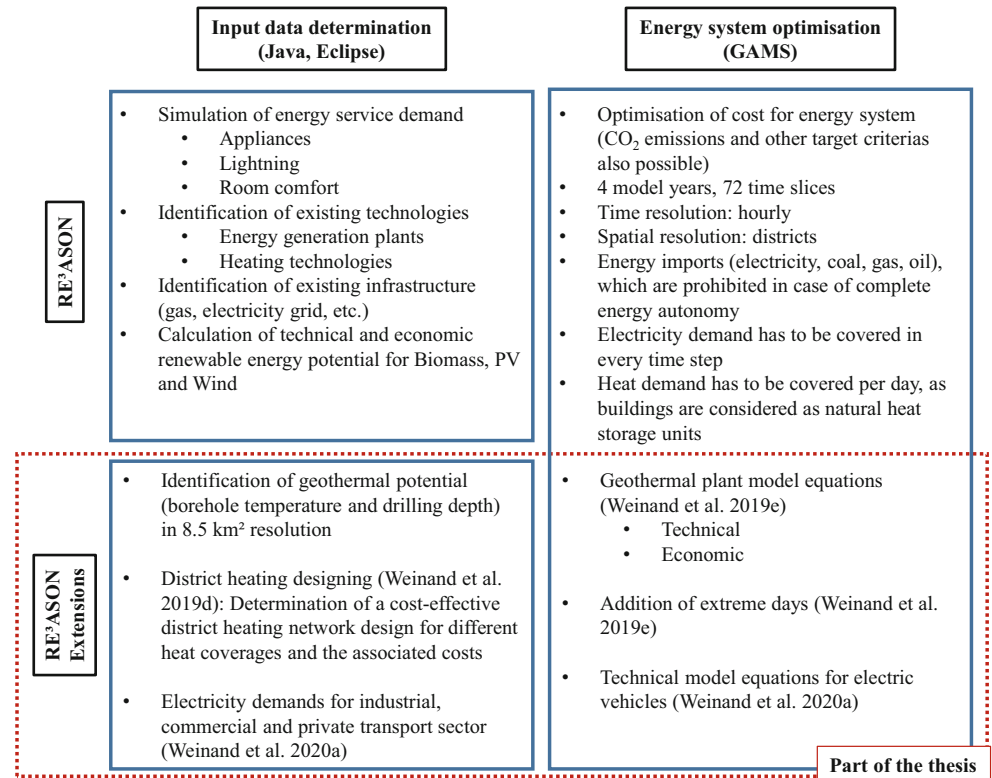 Input data determination
(Java, Eclipse)
Energy system optimisation
(GAMS)
RE³ASON
• Simulation of energy service demand
• Appliances
• Lightning
• Room comfort
• Identification of existing technologies
• Energy generation plants
• Heating technologies
• Identification of existing infrastructure
(gas, electricity grid, etc.)
• Calculation of technical and economic
renewable energy potential for Biomass, PV
and Wind
• Optimisation of cost for energy system
(CO₂ emissions and other target criterias
also possible)
• 4 model years, 72 time slices
• Time resolution: hourly
• Spatial resolution: districts
• Energy imports (electricity, coal, gas, oil),
which are prohibited in case of complete
energy autonomy
• Electricity demand has to be covered in
every time step
• Heat demand has to be covered per day, as
buildings are considered as natural heat
storage units
RE³ASON
Extensions
• Identification of geothermal potential
(borehole temperature and drilling depth)
in 8.5 km² resolution
• District heating designing (Weinand et al.
2019d): Determination of a cost-effective
district heating network design for different
heat coverages and the associated costs
• Electricity demands for industrial,
commercial and private transport sector
(Weinand et al. 2020a)
• Geothermal plant model equations
(Weinand et al. 2019e)
• Technical
• Economic
• Addition of extreme days (Weinand et al.
2019e)
• Technical model equations for electric
vehicles (Weinand et al. 2020a)
Part of the thesis